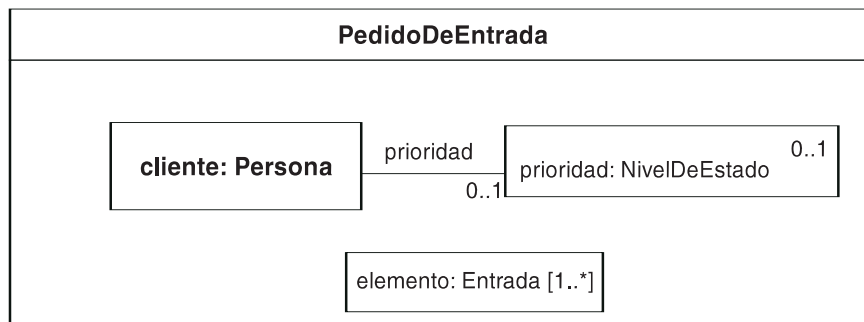 PedidoDeEntrada
cliente: Persona
prioridad
0..1
prioridad: NivelDeEstado
0..1
elemento: Entrada [1..*]